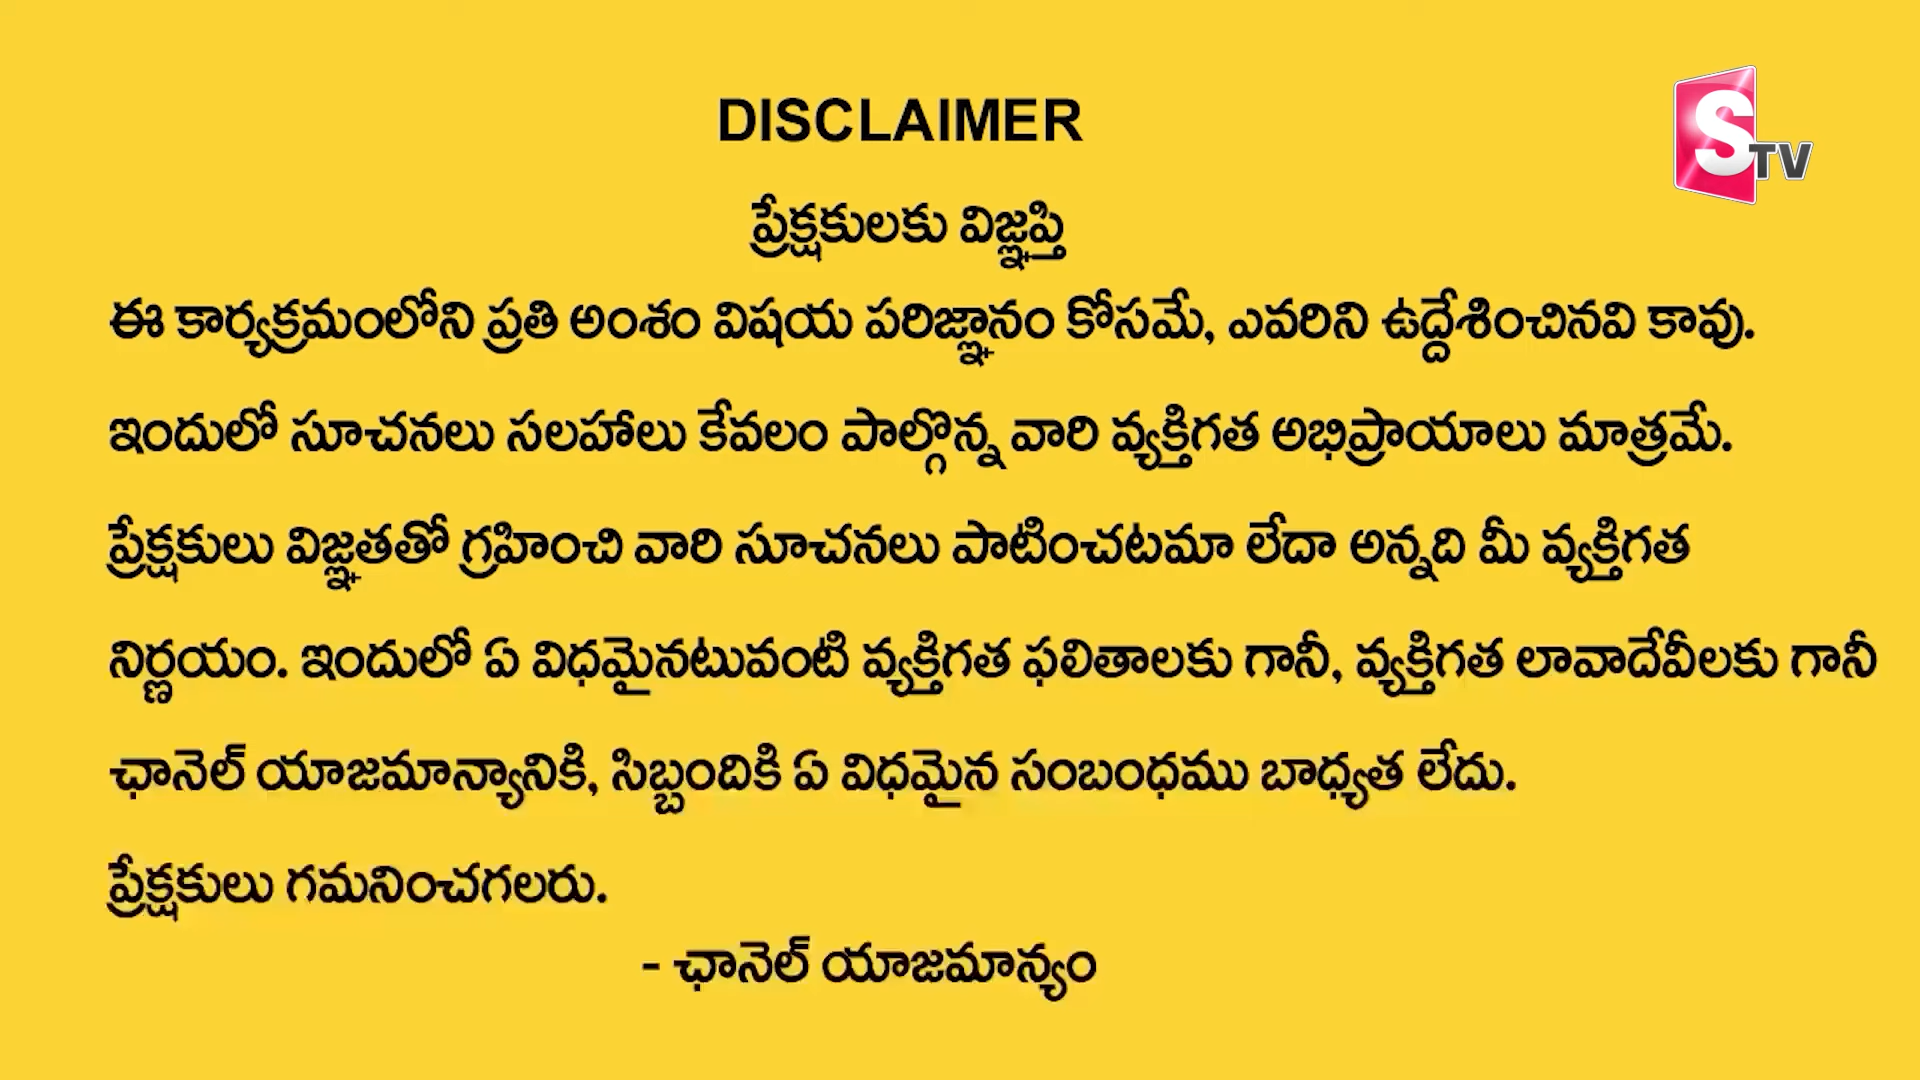 DISCLAIMER
STV
ప్రేక్షకులకు విజ్ఞప్తి
ఈ కార్యక్రమంలోని ప్రతి అంశం విషయ పరిజ్ఞానం కోసమే, ఎవరిని ఉద్దేశించినవి కావు.
ఇందులో సూచనలు సలహాలు కేవలం పాల్గొన్న వారి వ్యక్తిగత అభిప్రాయాలు మాత్రమే.
ప్రేక్షకులు విజ్ఞతతో గ్రహించి వారి సూచనలు పాటించటమా లేదా అన్నది మీ వ్యక్తిగత
నిర్ణయం. ఇందులో ఏ విధమైనటువంటి వ్యక్తిగత ఫలితాలకు గానీ, వ్యక్తిగత లావాదేవీలకు గానీ
ఛానెల్ యాజమాన్యానికి, సిబ్బందికి ఏ విధమైన సంబంధము బాధ్యత లేదు.
ప్రేక్షకులు గమనించగలరు.
- ఛానెల్ యాజమాన్యం